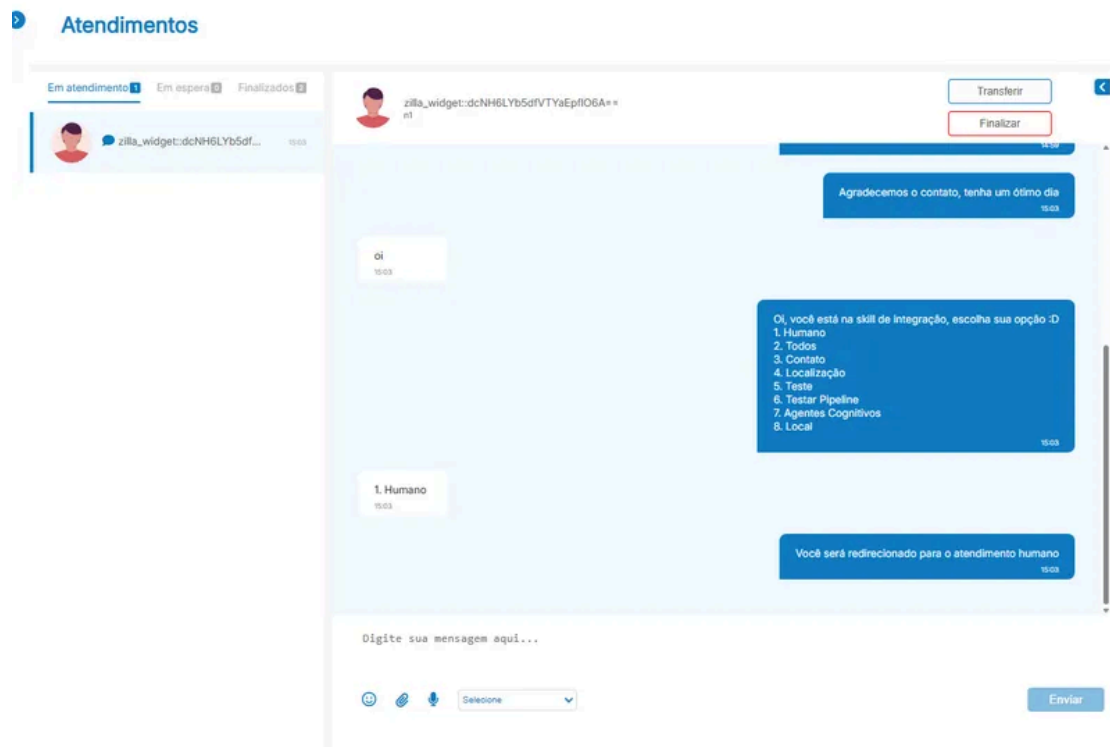 Atendimentos
Em atendimento 1 Em espera 0 Finalizados 2
zilla_widget::dcNH6LYb5df... 15:03
zilla_widget::dcNH6LYb5dfVTYaEpflO6A==
n1
Transferir
Finalizar
14:59
Agradecemos o contato, tenha um ótimo dia
15:03
oi
15:03
Oi, você está na skill de integração, escolha sua opção :D
1. Humano
2. Todos
3. Contato
4. Localização
5. Teste
6. Testar Pipeline
7. Agentes Cognitivos
8. Local
15:03
1. Humano
15:03
Você será redirecionado para o atendimento humano
15:03
Digite sua mensagem aqui...
Selecione
Enviar